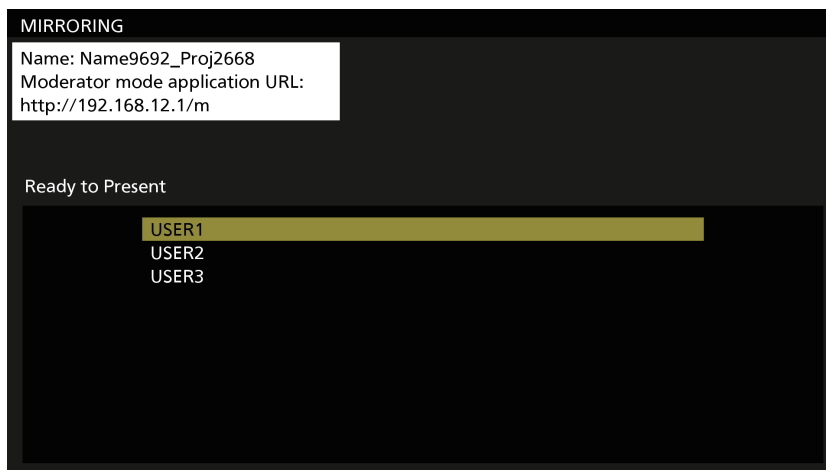 MIRRORING
Name: Name9692_Proj2668
Moderator mode application URL:
http://192.168.12.1/m
Ready to Present
USER1
USER2
USER3